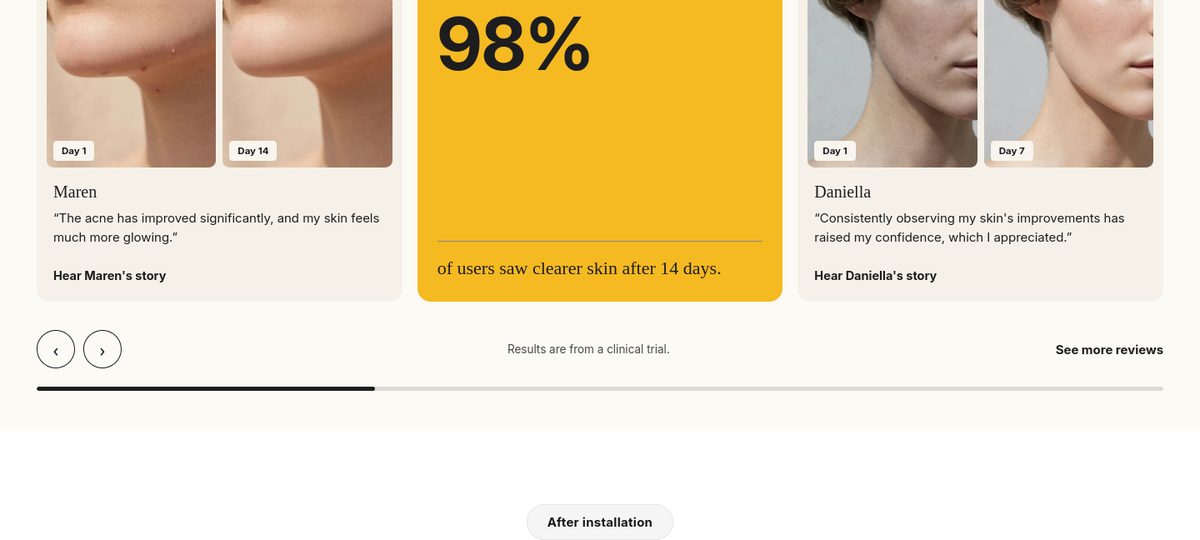 98%
Day 1
Day 14
Day 1
Day 7
Maren
“The acne has improved significantly, and my skin feels
much more glowing.”
Hear Maren's story
of users saw clearer skin after 14 days.
Daniella
“Consistently observing my skin's improvements has
raised my confidence, which I appreciated.”
Hear Daniella's story
‹ ›
Results are from a clinical trial.
See more reviews
After installation